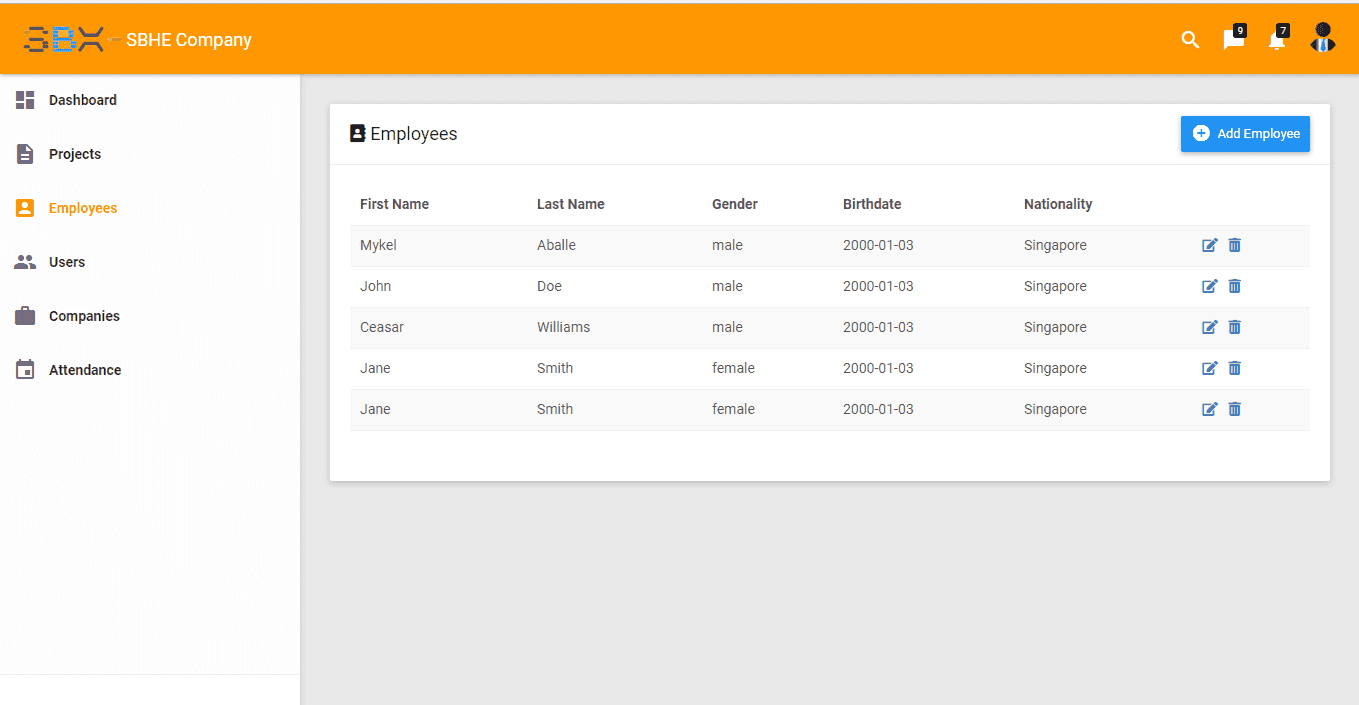 SBX - SBHE Company
9
7
Dashboard
Projects
Employees
Users
Companies
Attendance
Employees
Add Employee
First Name Last Name Gender Birthdate Nationality
Mykel Aballe male 2000-01-03 Singapore
John Doe male 2000-01-03 Singapore
Ceasar Williams male 2000-01-03 Singapore
Jane Smith female 2000-01-03 Singapore
Jane Smith female 2000-01-03 Singapore